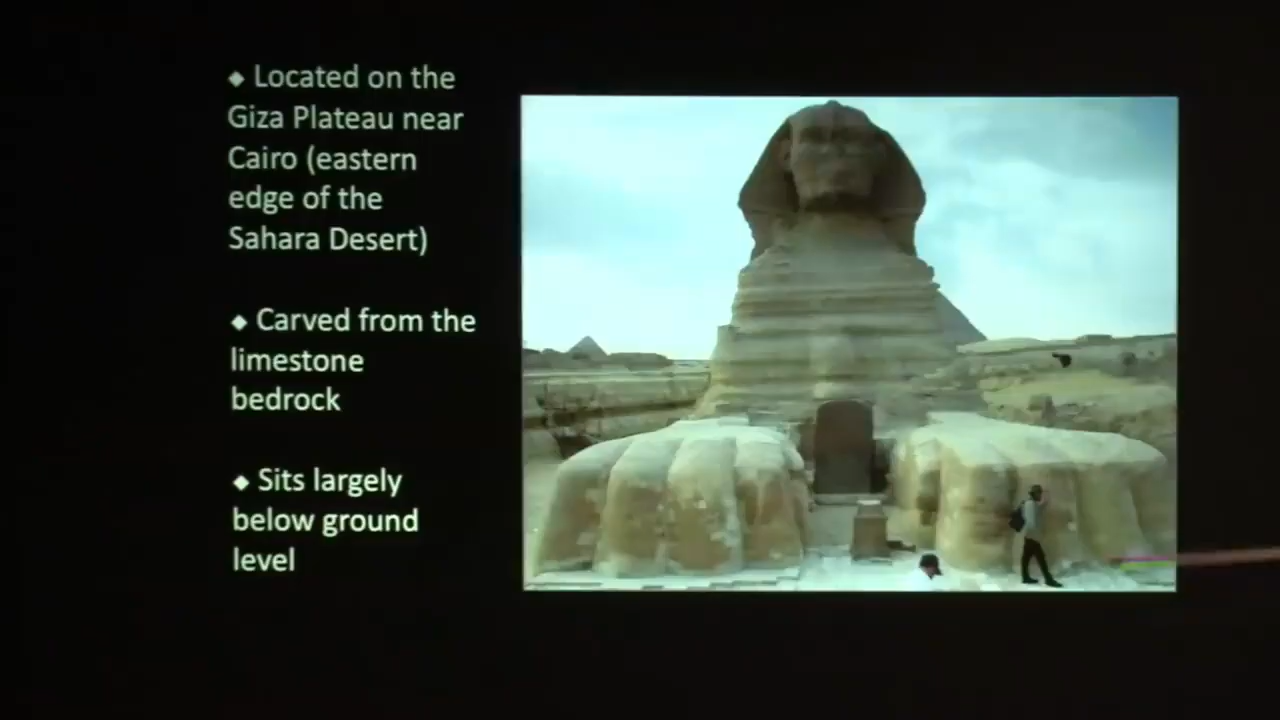 ◆ Located on the
Giza Plateau near
Cairo (eastern
edge of the
Sahara Desert)
◆ Carved from the
limestone
bedrock
◆ Sits largely
below ground
level